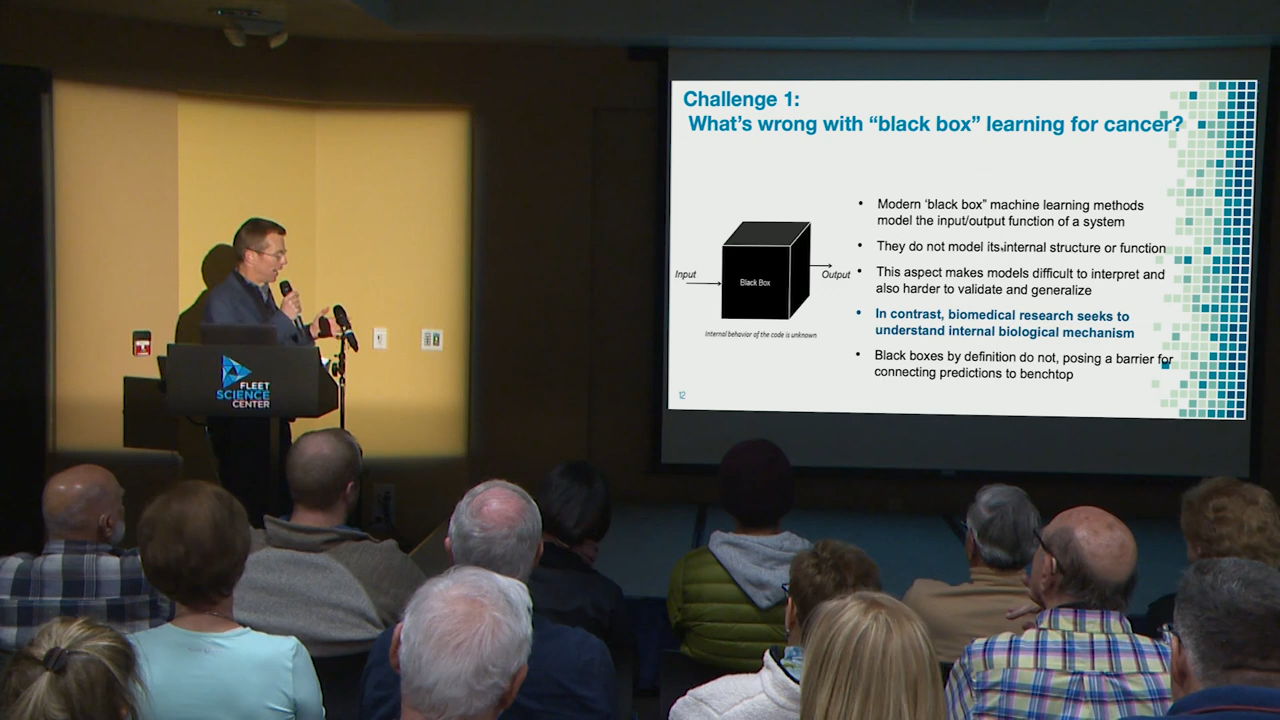 Challenge 1:
What's wrong with “black box” learning for cancer?
• Modern ‘black box” machine learning methods
model the input/output function of a system
• They do not model its internal structure or function
• This aspect makes models difficult to interpret and
also harder to validate and generalize
• In contrast, biomedical research seeks to
understand internal biological mechanism
• Black boxes by definition do not, posing a barrier for
connecting predictions to benchtop
Input
Black Box
Output
Internal behavior of the code is unknown
12
FLEET
SCIENCE
CENTER